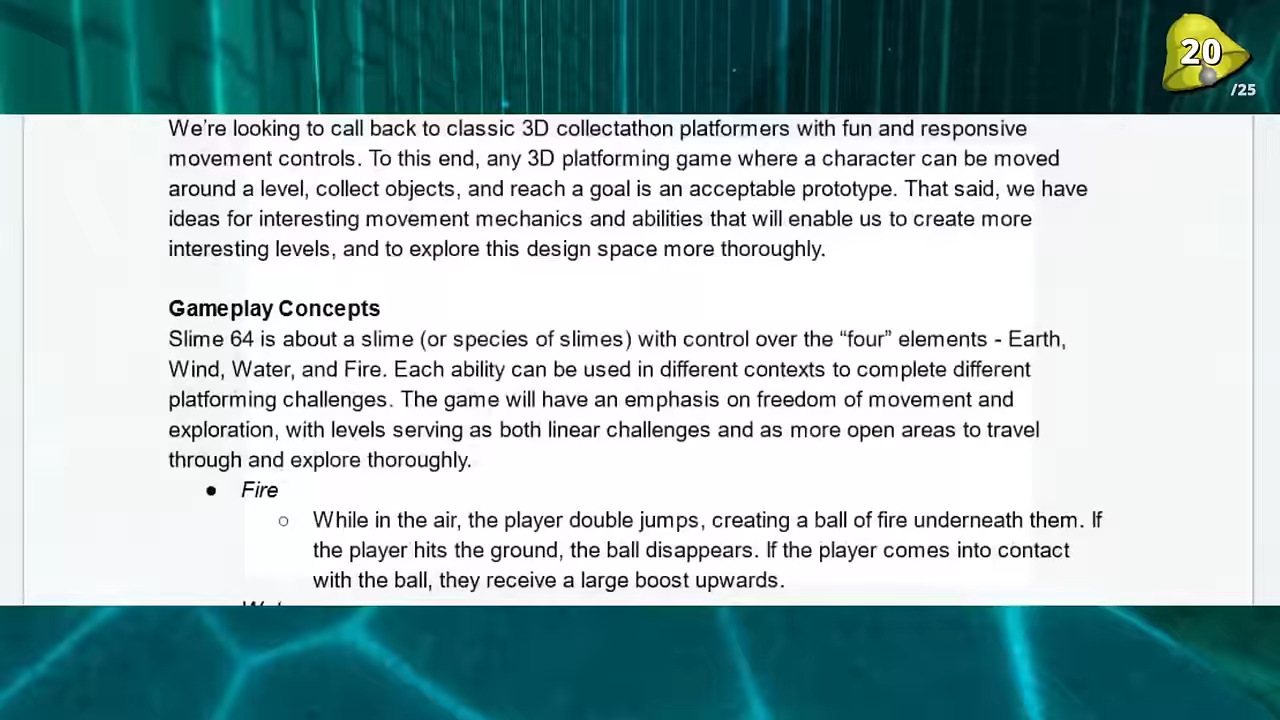 20
/25
We’re looking to call back to classic 3D collectathon platformers with fun and responsive
movement controls. To this end, any 3D platforming game where a character can be moved
around a level, collect objects, and reach a goal is an acceptable prototype. That said, we have
ideas for interesting movement mechanics and abilities that will enable us to create more
interesting levels, and to explore this design space more thoroughly.
Gameplay Concepts
Slime 64 is about a slime (or species of slimes) with control over the “four” elements - Earth,
Wind, Water, and Fire. Each ability can be used in different contexts to complete different
platforming challenges. The game will have an emphasis on freedom of movement and
exploration, with levels serving as both linear challenges and as more open areas to travel
through and explore thoroughly.
● Fire
○ While in the air, the player double jumps, creating a ball of fire underneath them. If
the player hits the ground, the ball disappears. If the player comes into contact
with the ball, they receive a large boost upwards.